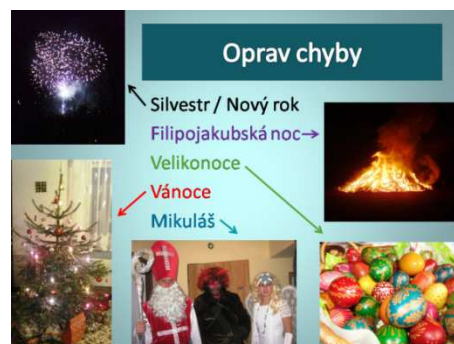 Oprav chyby
Silvestr / Nový rok
Filipojakubská noc
Velikonoce
Vánoce
Mikuláš